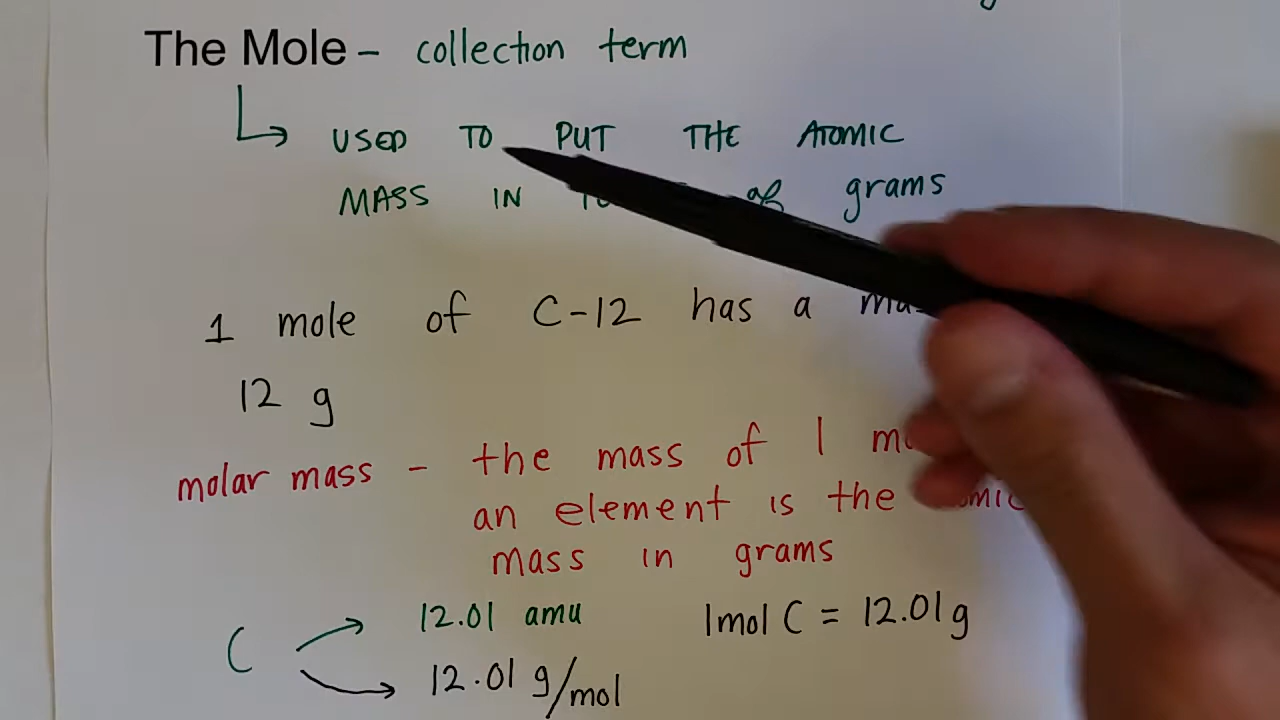 The Mole - collection term
USED TO PUT THE ATOMIC
MASS IN of grams
1 mole of C-12 has a
12 g
molar mass - the mass of 1
an element is the
mass in grams
C 12.01 amu 1mol C = 12.01g
12.01 g/mol